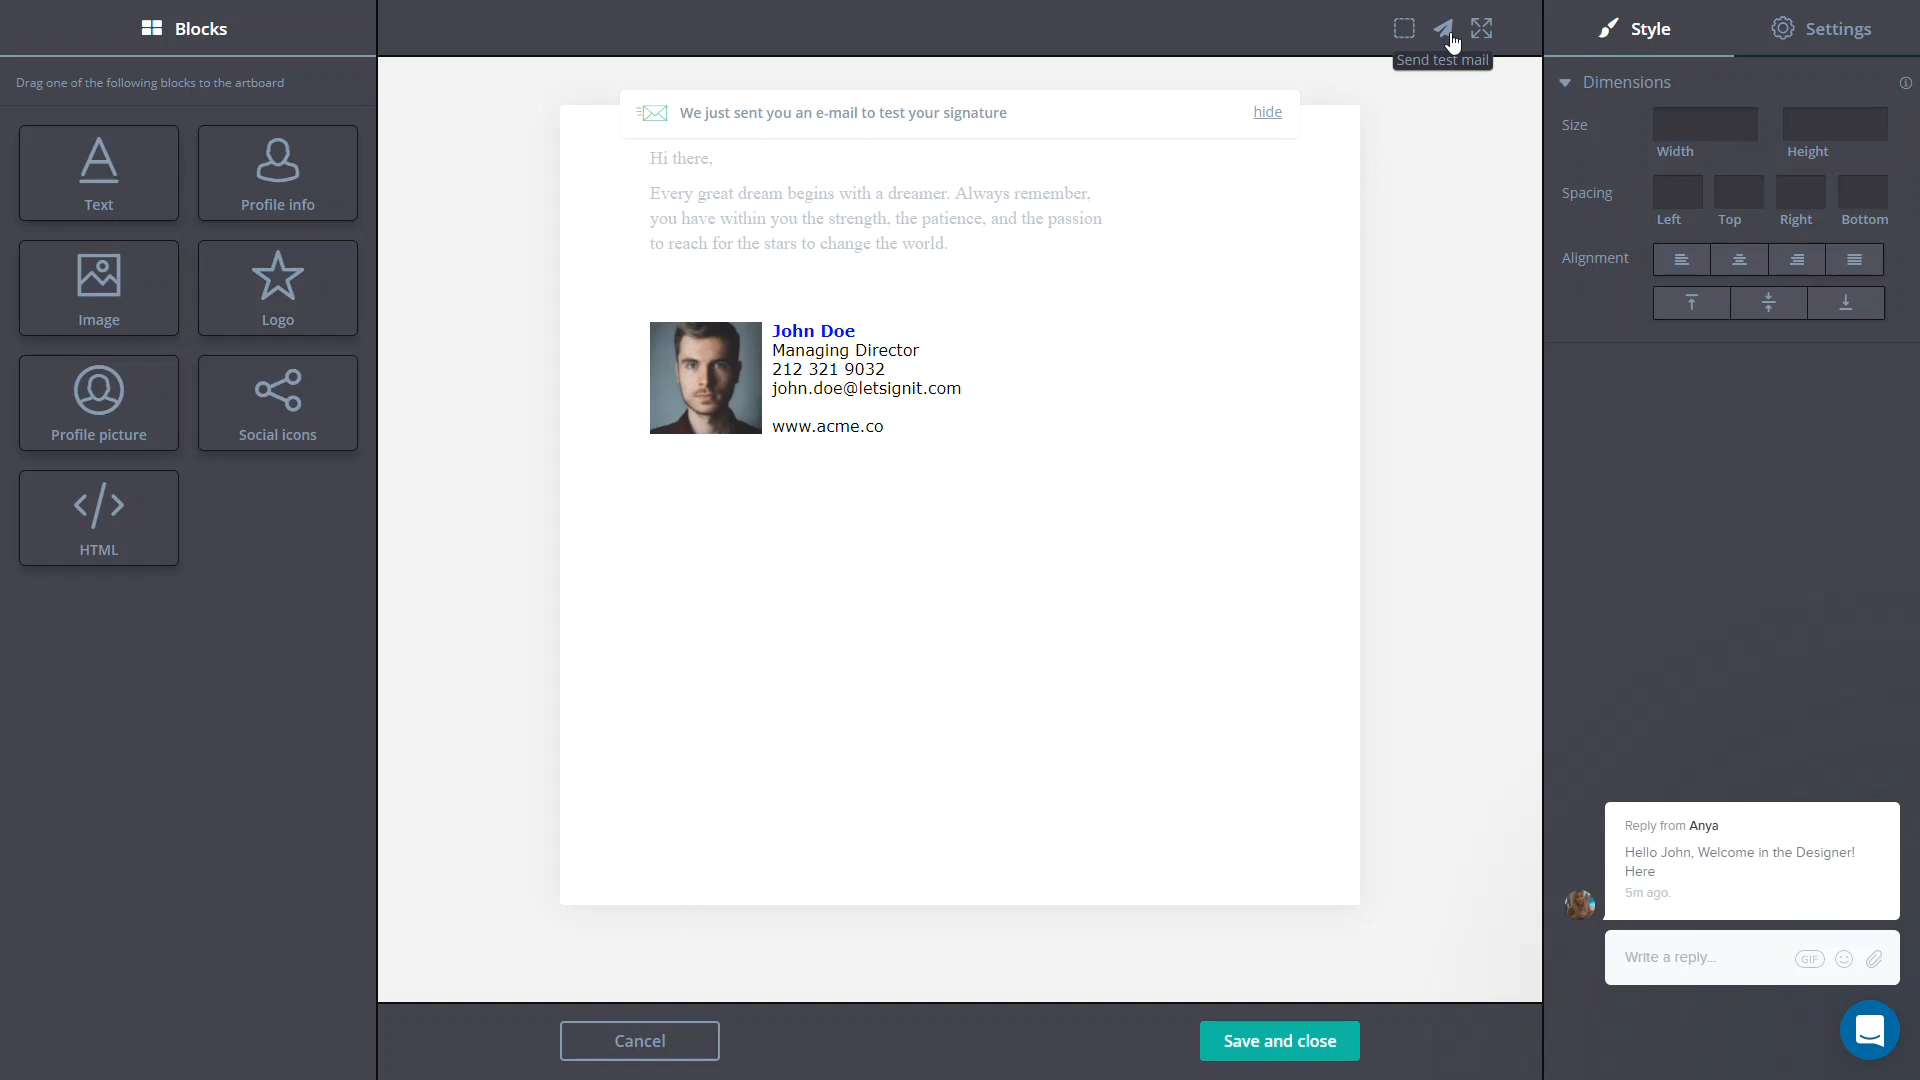 Blocks
Drag one of the following blocks to the artboard
Text
Profile info
Image
Logo
Profile picture
Social icons
HTML
Send test mail
We just sent you an e-mail to test your signature
hide
Hi there,
Every great dream begins with a dreamer. Always remember,
you have within you the strength, the patience, and the passion
to reach for the stars to change the world.
John Doe
Managing Director
212 321 9032
john.doe@letsignit.com
www.acme.co
Cancel
Save and close
Style
Settings
Dimensions
Size
Width
Height
Spacing
Left
Top
Right
Bottom
Alignment
Reply from Anya
Hello John, Welcome in the Designer!
Here
5m ago.
Write a reply...
GIF